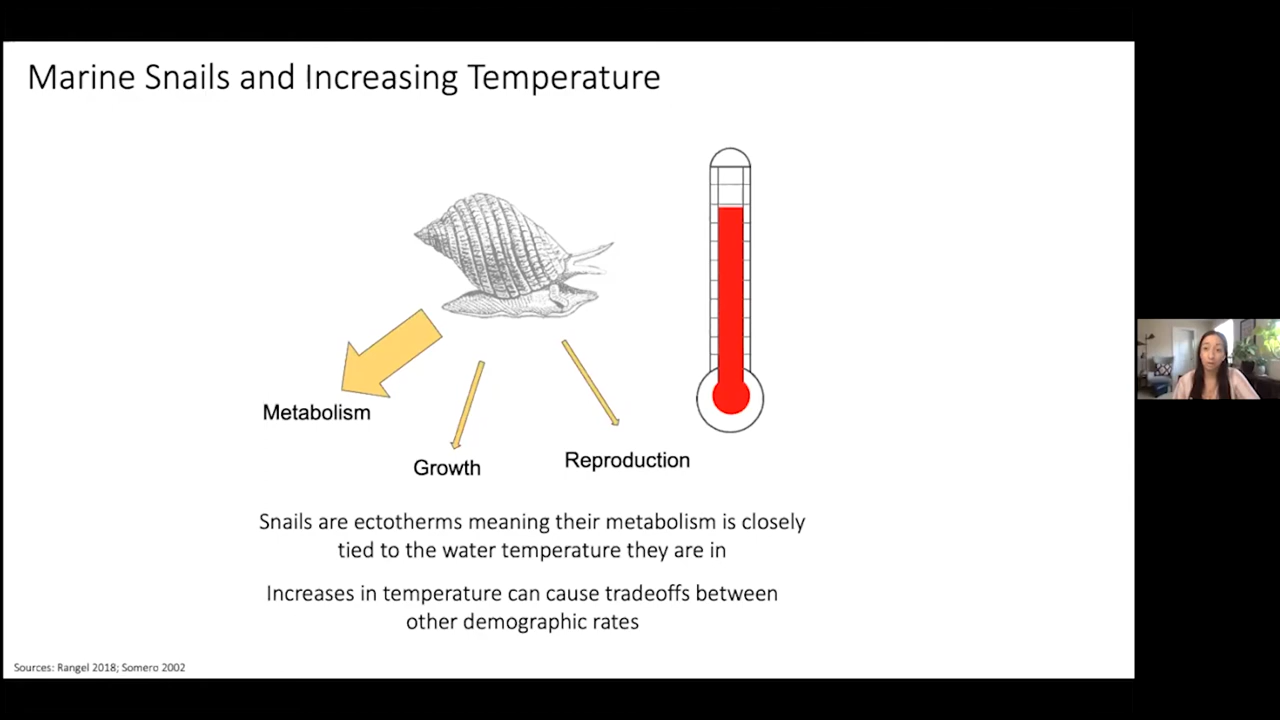 Marine Snails and Increasing Temperature
Metabolism
Growth
Reproduction
Snails are ectotherms meaning their metabolism is closely
tied to the water temperature they are in
Increases in temperature can cause tradeoffs between
other demographic rates
Sources: Rangel 2018; Somero 2002